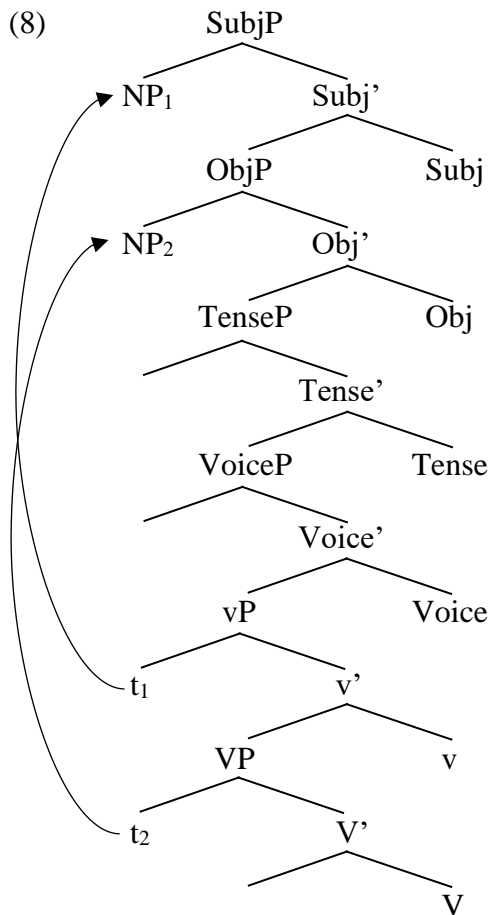 (8) SubjP
NP₁ Subj’
ObjP Subj
NP₂ Obj’
TenseP Obj
Tense’
VoiceP Tense
Voice’
vP Voice
t₁ v’
VP v
t₂ V’
V